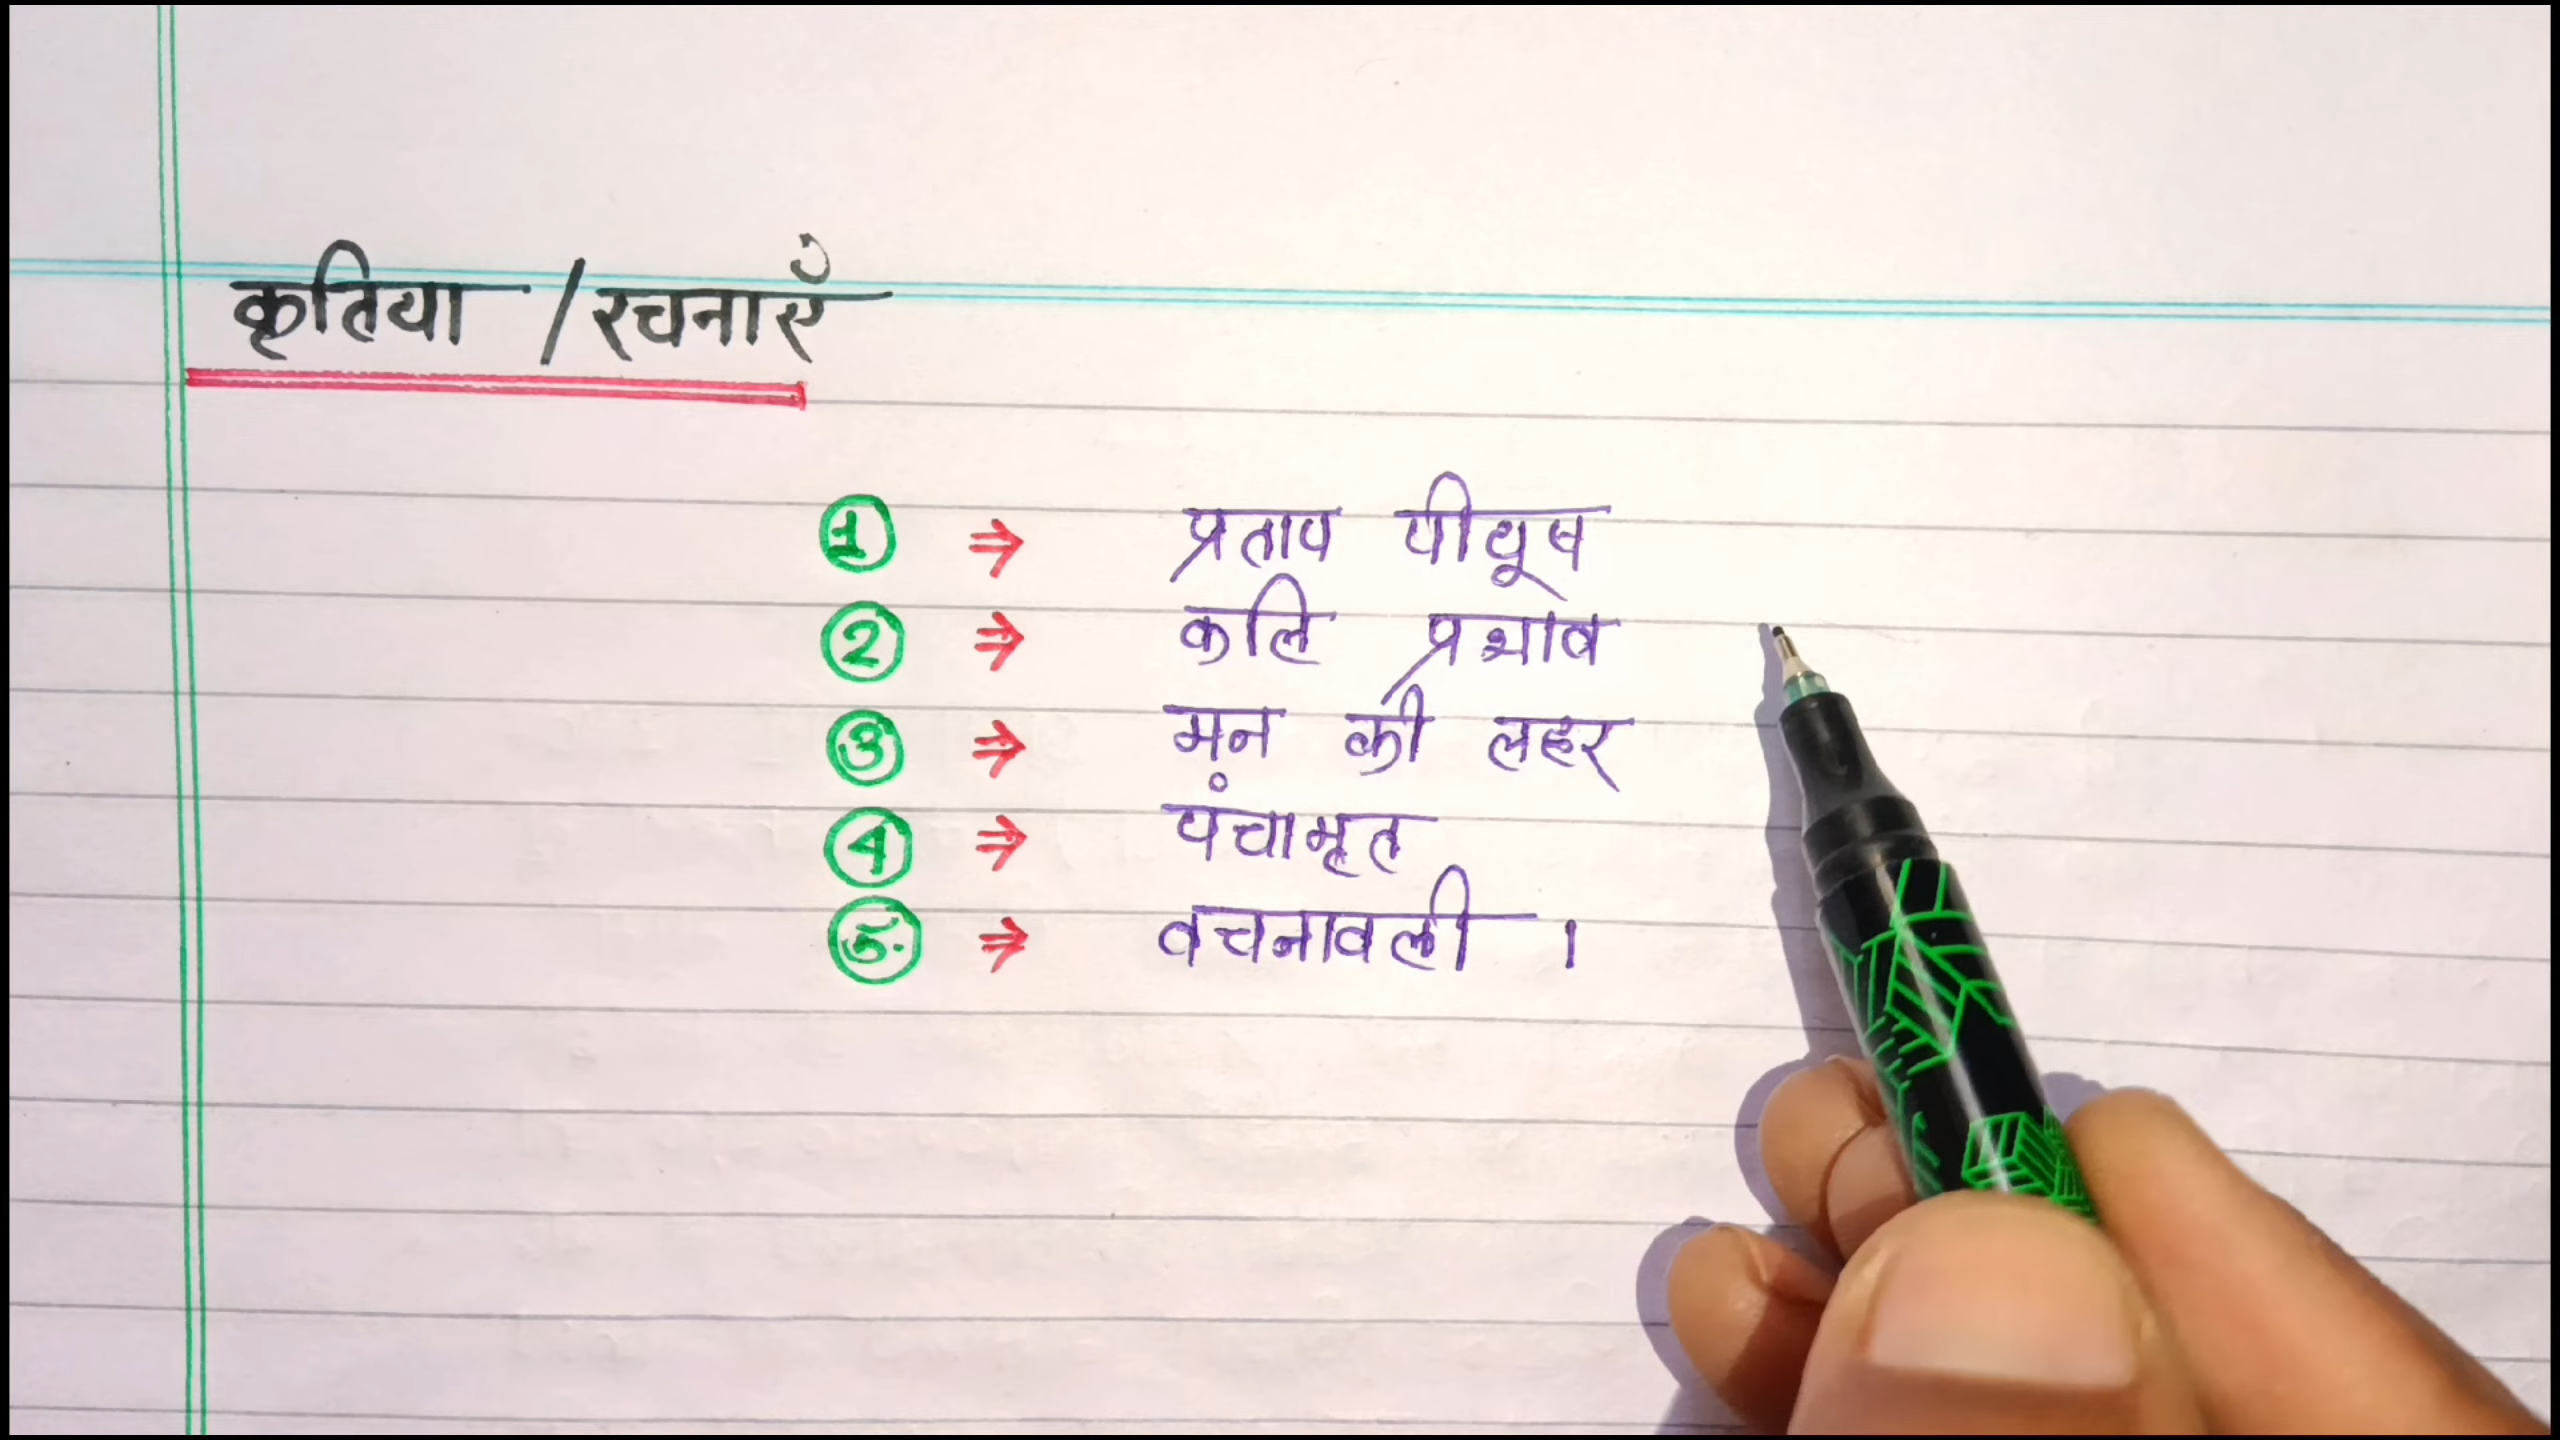 कृतिया / रचनाएँ
1 ⇒ प्रताप पीयूष
2 ⇒ कलि प्रभाव
3 ⇒ मन की लहर
4 ⇒ पंचामृत
5. ⇒ वचनावली ।